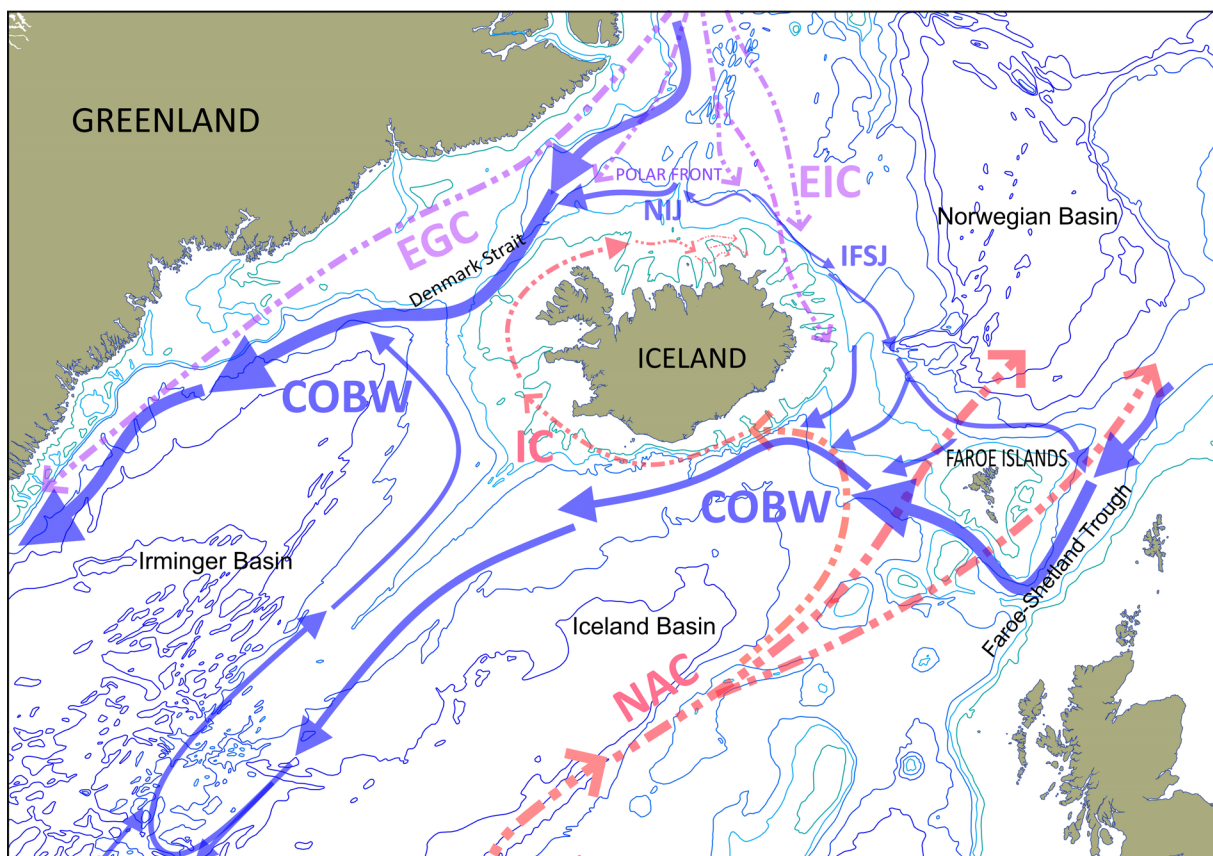 GREENLAND
POLAR FRONT
EIC
NIJ
Norwegian Basin
EGC
IFSJ
Denmark Strait
ICELAND
COBW
IC
FAROE ISLANDS
COBW
Irminger Basin
Faroe-Shetland Trough
Iceland Basin
NAC